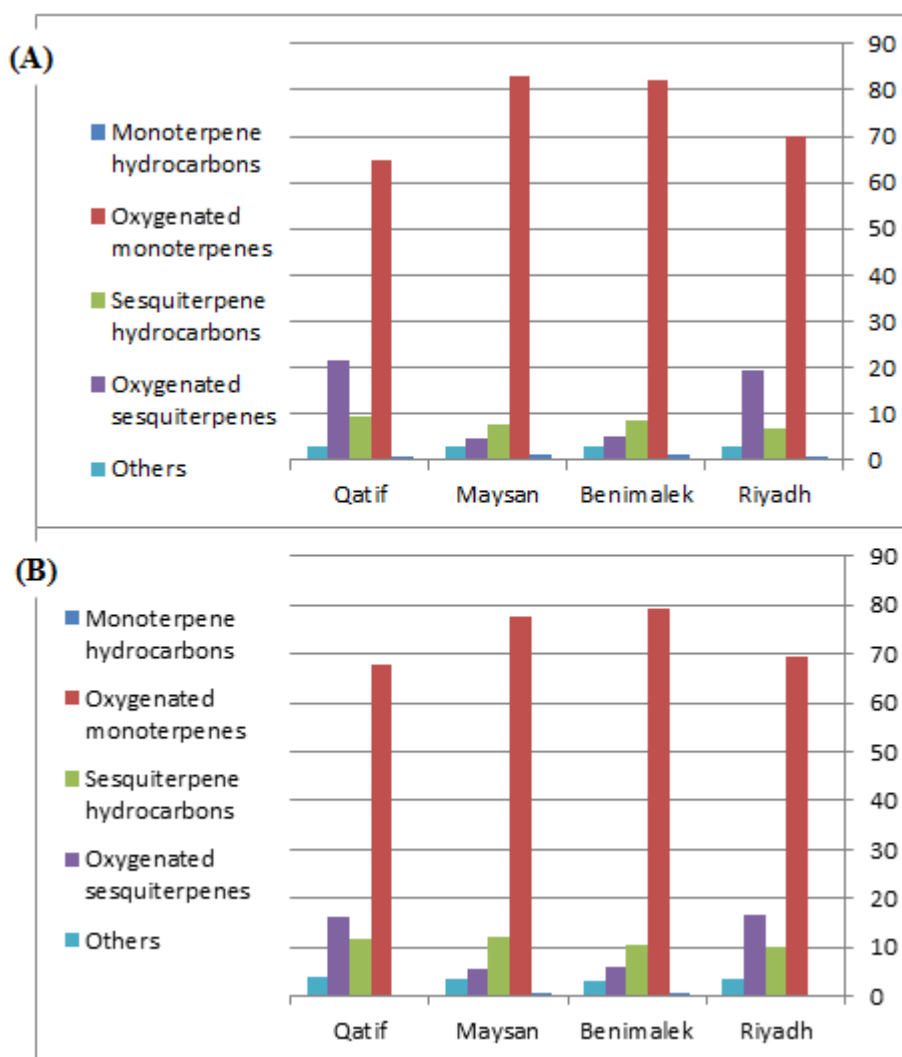 (A)
Monoterpene
hydrocarbons
Oxygenated
monoterpenes
Sesquiterpene
hydrocarbons
Oxygenated
sesquiterpenes
Others
90
80
70
60
50
40
30
20
10
0
Qatif Maysan Benimalek Riyadh
(B)
Monoterpene
hydrocarbons
Oxygenated
monoterpenes
Sesquiterpene
hydrocarbons
Oxygenated
sesquiterpenes
Others
90
80
70
60
50
40
30
20
10
0
Qatif Maysan Benimalek Riyadh